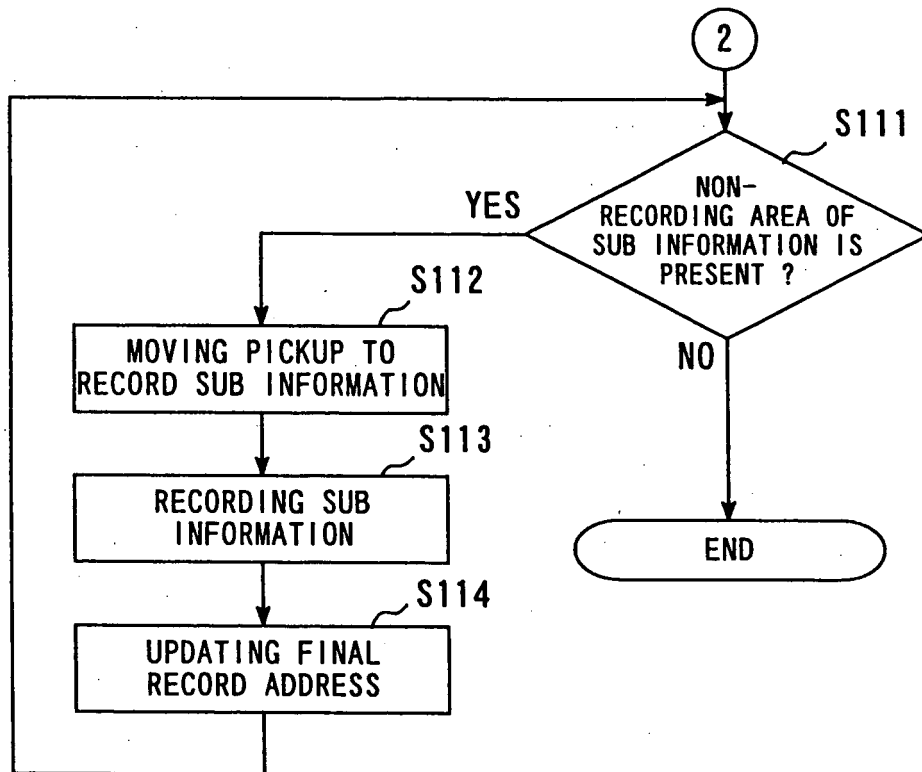 2
S111
NON-
RECORDING AREA OF
SUB INFORMATION IS
PRESENT ?
YES
NO
S112
MOVING PICKUP TO
RECORD SUB INFORMATION
S113
RECORDING SUB
INFORMATION
S114
UPDATING FINAL
RECORD ADDRESS
END